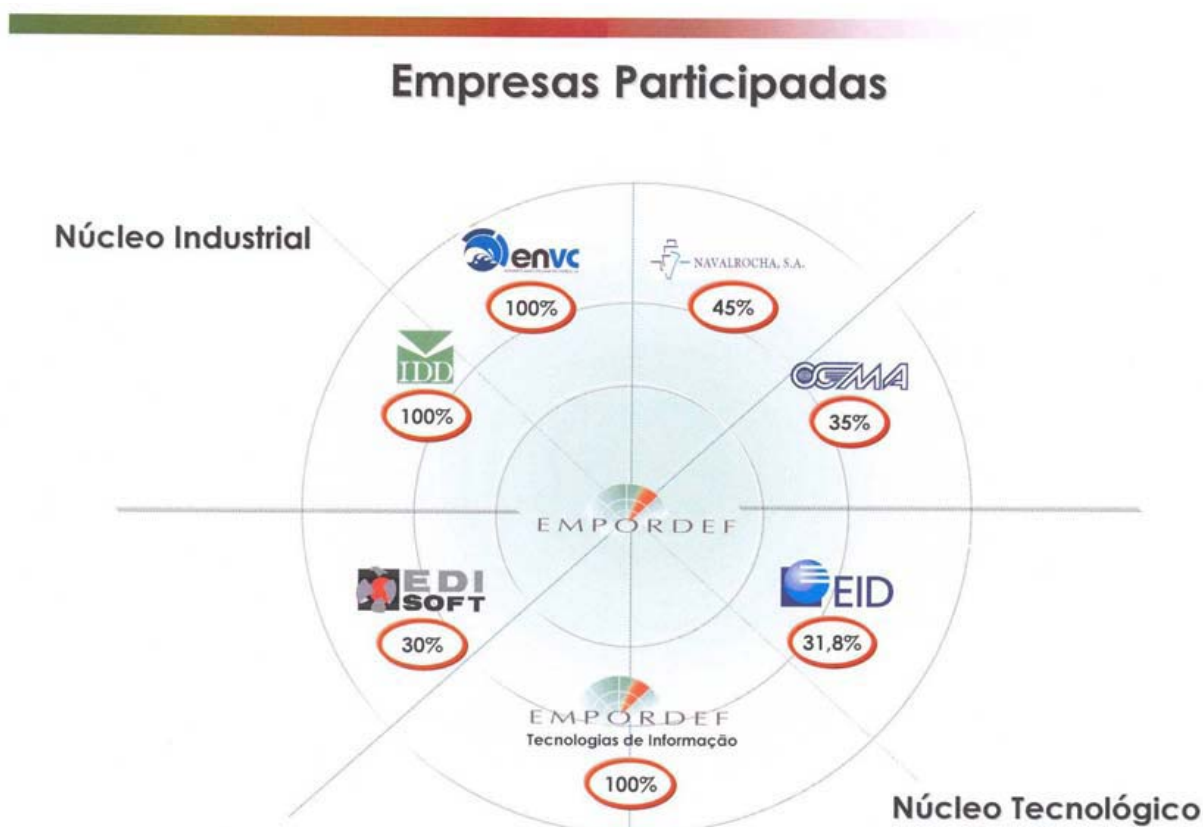 Empresas Participadas
Núcleo Industrial
envc
100%
NAVALROCHA, S.A.
45%
IDD
100%
OGMA
35%
EMPORDEF
EDI
SOFT
30%
EID
31,8%
EMPORDEF
Tecnologias de Informação
100%
Núcleo Tecnológico